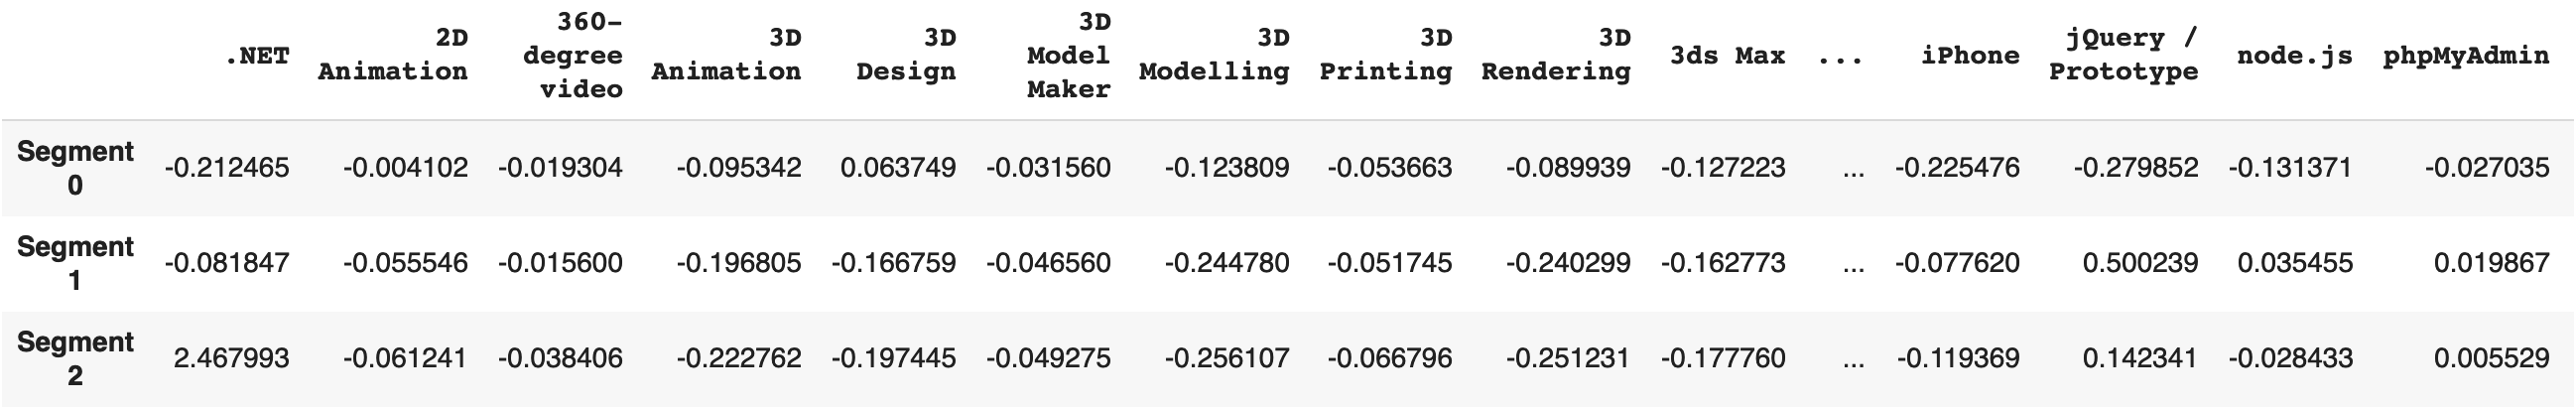 .NET 2D Animation 360-degree video 3D Animation 3D Design 3D Model Maker 3D Modelling 3D Printing 3D Rendering 3ds Max ... iPhone jQuery / Prototype node.js phpMyAdmin
Segment 0 -0.212465 -0.004102 -0.019304 -0.095342 0.063749 -0.031560 -0.123809 -0.053663 -0.089939 -0.127223 ... -0.225476 -0.279852 -0.131371 -0.027035
Segment 1 -0.081847 -0.055546 -0.015600 -0.196805 -0.166759 -0.046560 -0.244780 -0.051745 -0.240299 -0.162773 ... -0.077620 0.500239 0.035455 0.019867
Segment 2 2.467993 -0.061241 -0.038406 -0.222762 -0.197445 -0.049275 -0.256107 -0.066796 -0.251231 -0.177760 ... -0.119369 0.142341 -0.028433 0.005529